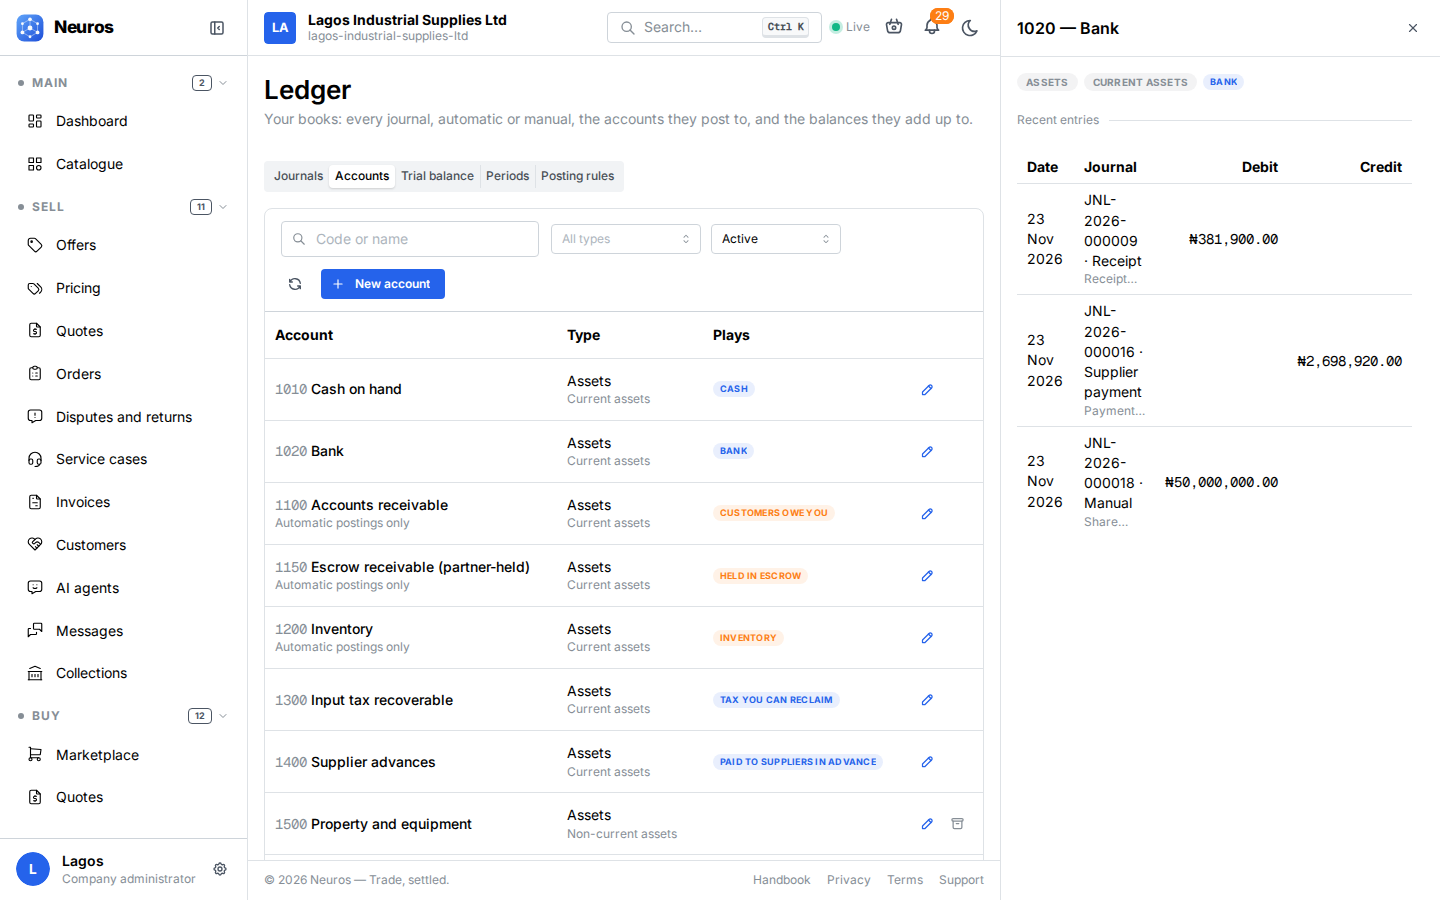 Neuros
MAIN
2
Dashboard
Catalogue
SELL
11
Offers
Pricing
Quotes
Orders
Disputes and returns
Service cases
Invoices
Customers
AI agents
Messages
Collections
BUY
12
Marketplace
Quotes
L
Lagos
Company administrator
LA
Lagos Industrial Supplies Ltd
lagos-industrial-supplies-ltd
Search...
Ctrl K
Live
29
Ledger
Your books: every journal, automatic or manual, the accounts they post to, and the balances they add up to.
Journals
Accounts
Trial balance
Periods
Posting rules
Code or name
All types
Active
New account
Account Type Plays
1010 Cash on hand
Assets
Current assets
CASH
1020 Bank
Assets
Current assets
BANK
1100 Accounts receivable
Automatic postings only
Assets
Current assets
CUSTOMERS OWE YOU
1150 Escrow receivable (partner-held)
Automatic postings only
Assets
Current assets
HELD IN ESCROW
1200 Inventory
Automatic postings only
Assets
Current assets
INVENTORY
1300 Input tax recoverable
Assets
Current assets
TAX YOU CAN RECLAIM
1400 Supplier advances
Assets
Current assets
PAID TO SUPPLIERS IN ADVANCE
1500 Property and equipment
Assets
Non-current assets
© 2026 Neuros — Trade, settled.
Handbook
Privacy
Terms
Support
1020 — Bank
ASSETS
CURRENT ASSETS
BANK
Recent entries
Date Journal Debit Credit
23
Nov
2026
JNL-
2026-
000009
· Receipt
Receipt...
₦381,900.00
23
Nov
2026
JNL-
2026-
000016 ·
Supplier
payment
Payment...
₦2,698,920.00
23
Nov
2026
JNL-
2026-
000018 ·
Manual
Share...
₦50,000,000.00